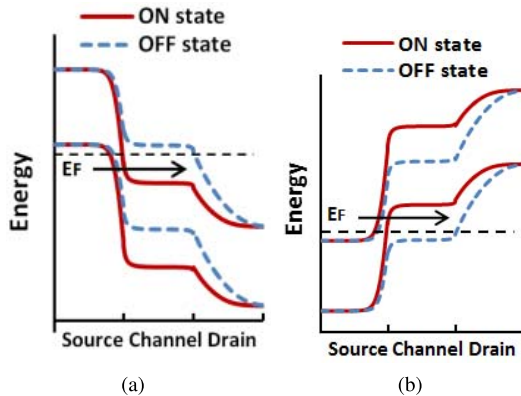 ON state
OFF state
Energy
EF
Source Channel Drain
(a)
ON state
OFF state
Energy
EF
Source Channel Drain
(b)